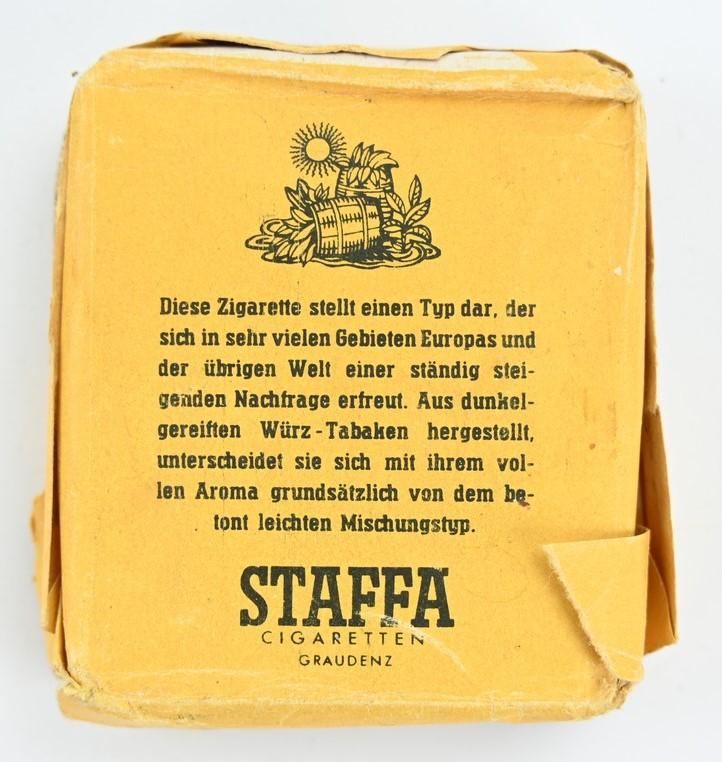 Diese Zigarette stellt einen Typ dar, der
sich in sehr vielen Gebieten Europas und
der übrigen Welt einer ständig stei-
genden Nachfrage erfreut. Aus dunkel-
gereiften Würz-Tabaken hergestellt,
unterscheidet sie sich mit ihrem vol-
len Aroma grundsätzlich von dem be-
tont leichten Mischungstyp.
STAFFA
CIGARETTEN
GRAUDENZ